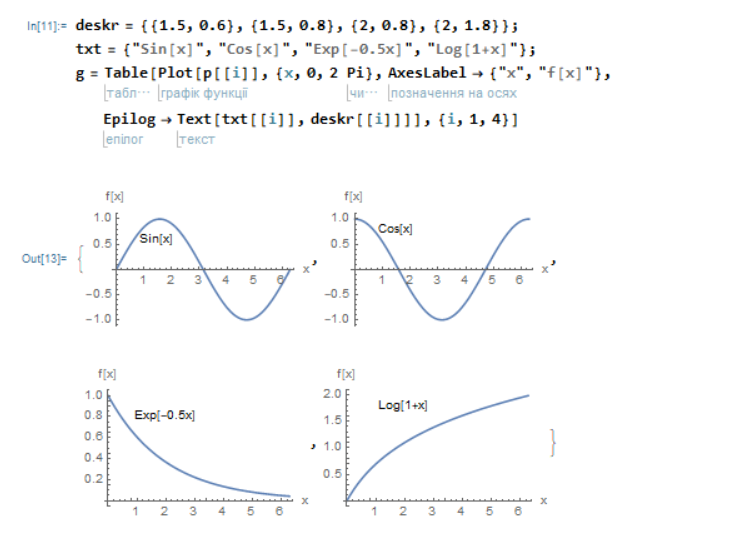 In[11]:= deskr = {{1.5, 0.6}, {1.5, 0.8}, {2, 0.8}, {2, 1.8}};
txt = {"Sin[x]", "Cos[x]", "Exp[-0.5x]", "Log[1+x]"};
g = Table[Plot[p[[i]], {x, 0, 2 Pi}, AxesLabel → {"x", "f[x]"},
табл⋯ графік функції чи⋯ позначення на осях
Epilog → Text[txt[[i]], deskr[[i]]]], {i, 1, 4}]
епілог текст
f[x] f[x]
1.0 1.0
Sin[x] Cos[x]
0.5 0.5
Out[13]= { x , x ,
1 2 3 4 5 6 1 2 3 4 5 6
-0.5 -0.5
-1.0 -1.0
f[x] f[x]
1.0 2.0
0.8 Exp[-0.5x] 1.5 Log[1+x]
0.6 , 1.0 }
0.4 0.5
0.2
x x
1 2 3 4 5 6 1 2 3 4 5 6